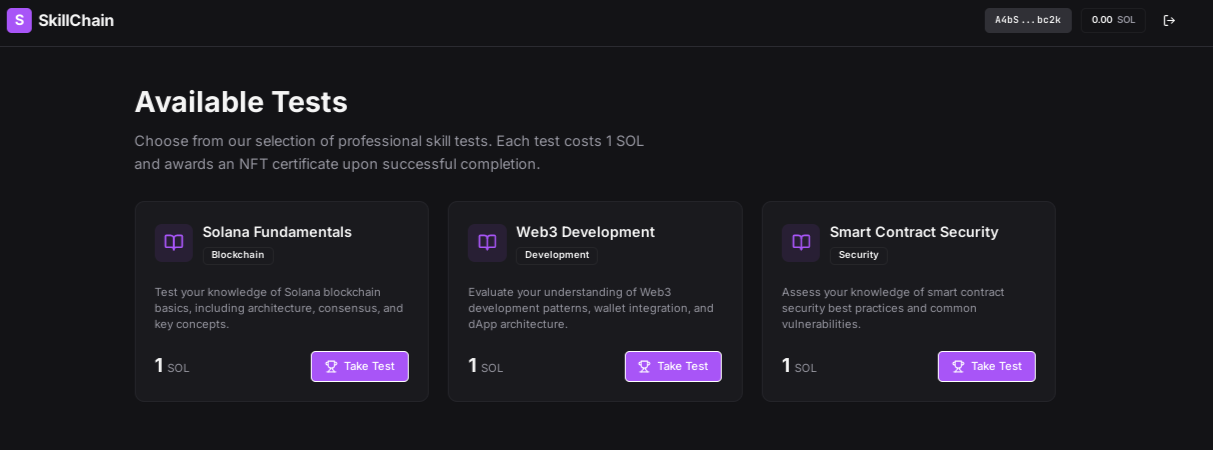 S SkillChain
A4bS...bc2k
0.00 SOL
Available Tests
Choose from our selection of professional skill tests. Each test costs 1 SOL
and awards an NFT certificate upon successful completion.
Solana Fundamentals
Blockchain
Test your knowledge of Solana blockchain
basics, including architecture, consensus, and
key concepts.
1 SOL
Take Test
Web3 Development
Development
Evaluate your understanding of Web3
development patterns, wallet integration, and
dApp architecture.
1 SOL
Take Test
Smart Contract Security
Security
Assess your knowledge of smart contract
security best practices and common
vulnerabilities.
1 SOL
Take Test